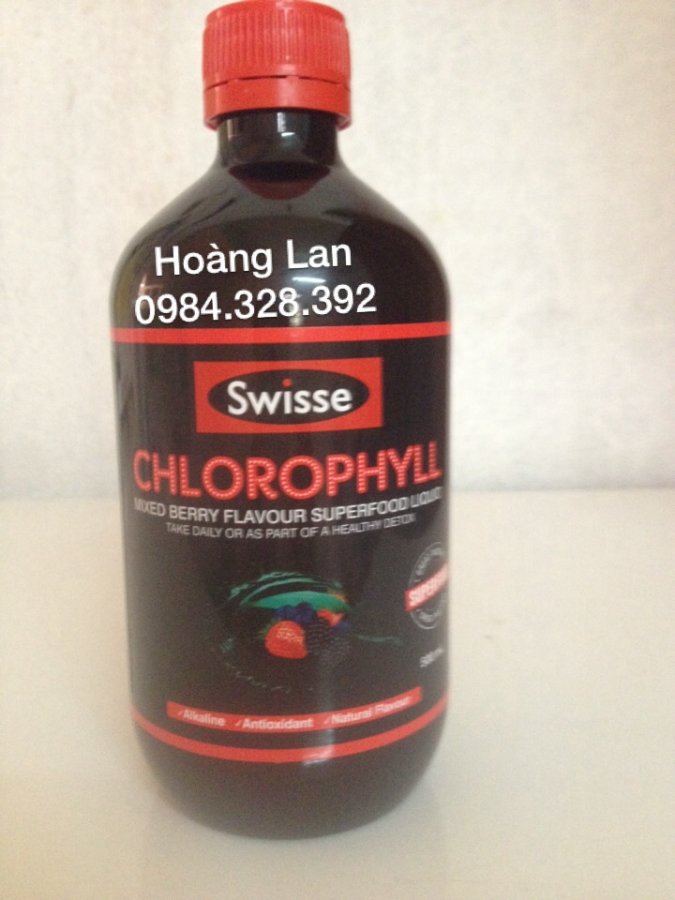 Hoàng Lan
0984.328.392
Swisse
CHLOROPHYLL
MIXED BERRY FLAVOUR SUPERFOOD LIQUID
TAKE DAILY OR AS PART OF A HEALTHY DETOX
✓Alkaline ✓Antioxidant ✓Natural Flavour